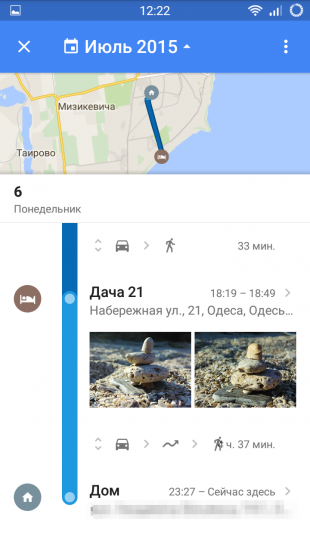 12:22
Июль 2015
Мизикевича
Таирово
6
Понедельник
33 мин.
Дача 21 18:19 – 18:49
Набережная ул., 21, Одеса, Одесь...
ч. 37 мин.
Дом 23:27 – Сейчас здесь